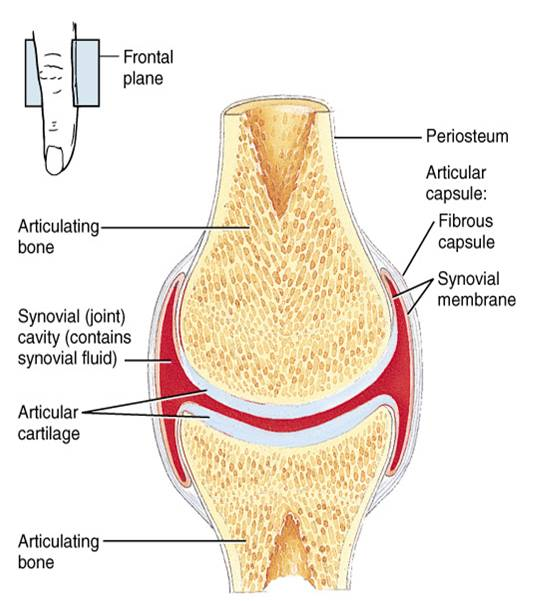 Frontal
plane
Periosteum
Articular
capsule:
Fibrous
capsule
Synovial
membrane
Articulating
bone
Synovial (joint)
cavity (contains
synovial fluid)
Articular
cartilage
Articulating
bone